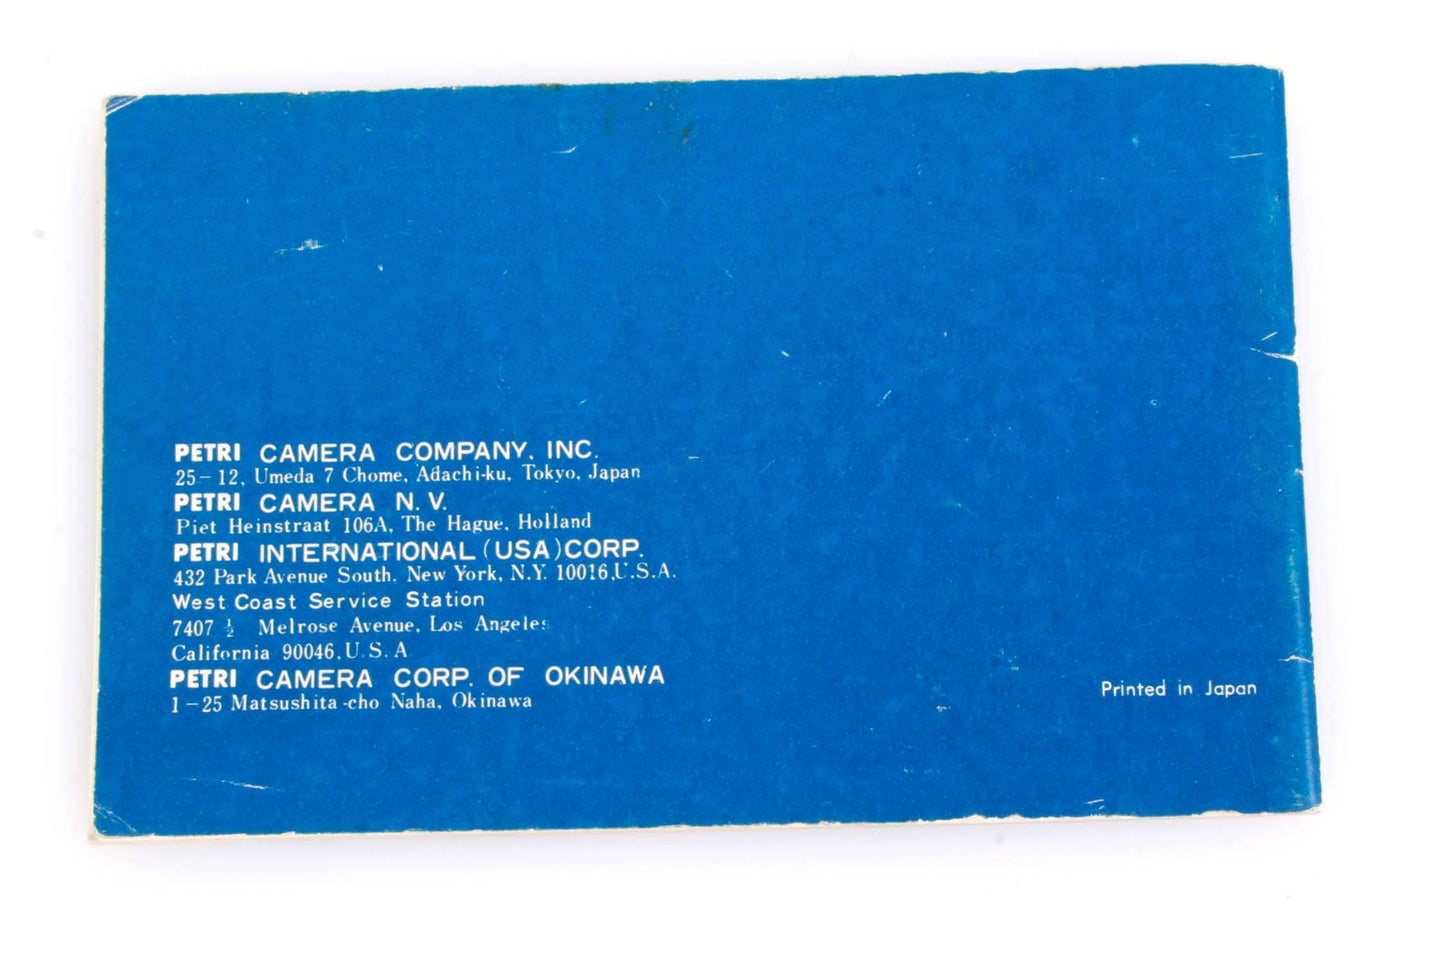 PETRI CAMERA COMPANY, INC.
25-12, Umeda 7 Chome, Adachi-ku, Tokyo, Japan
PETRI CAMERA N.V.
Piet Heinstraat 106A, The Hague, Holland
PETRI INTERNATIONAL (USA) CORP.
432 Park Avenue South, New York, N.Y. 10016, U.S.A.
West Coast Service Station
7407 ½ Melrose Avenue, Los Angeles
California 90046, U.S.A
PETRI CAMERA CORP. OF OKINAWA
1-25 Matsushita-cho Naha, Okinawa
Printed in Japan